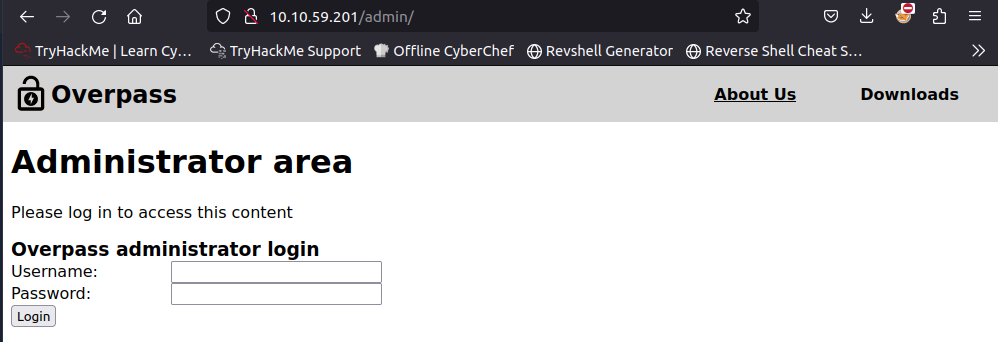 10.10.59.201/admin/
TryHackMe | Learn Cy… TryHackMe Support Offline CyberChef Revshell Generator Reverse Shell Cheat S…
Overpass About Us Downloads
Administrator area
Please log in to access this content
Overpass administrator login
Username:
Password:
Login